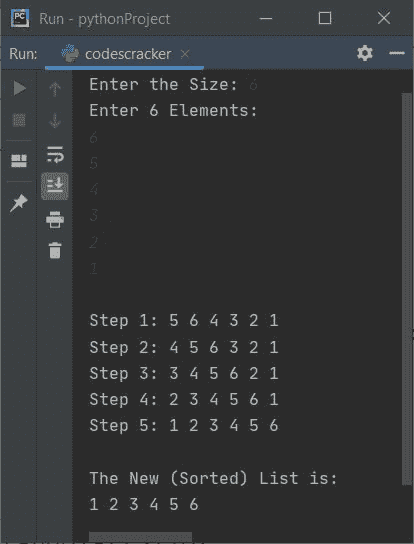 PC
Run - pythonProject
Run: codescracker
Enter the Size: 6
Enter 6 Elements:
6
5
4
3
2
1
Step 1: 5 6 4 3 2 1
Step 2: 4 5 6 3 2 1
Step 3: 3 4 5 6 2 1
Step 4: 2 3 4 5 6 1
Step 5: 1 2 3 4 5 6
The New (Sorted) List is:
1 2 3 4 5 6